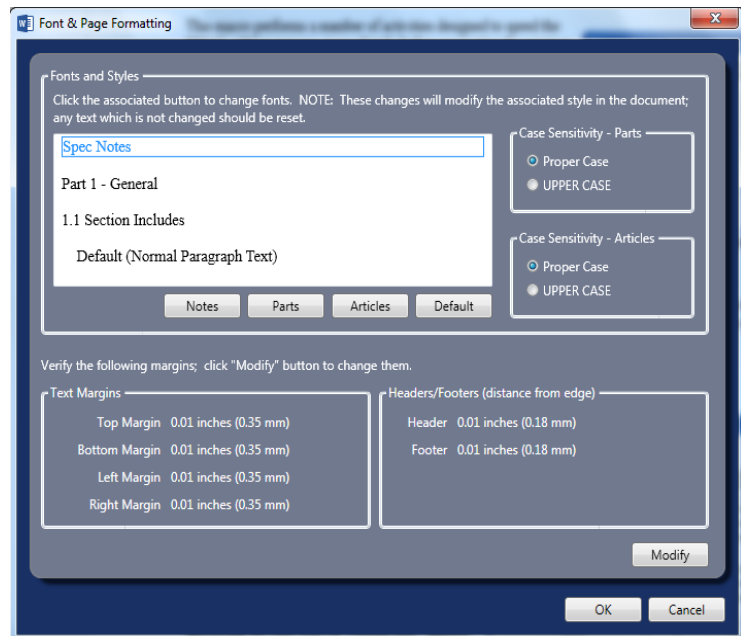 Font & Page Formatting
Fonts and Styles
Click the associated button to change fonts. NOTE: These changes will modify the associated style in the document;
any text which is not changed should be reset.
Spec Notes
Part 1 - General
1.1 Section Includes
Default (Normal Paragraph Text)
Notes
Parts
Articles
Default
Case Sensitivity - Parts
Proper Case
UPPER CASE
Case Sensitivity - Articles
Proper Case
UPPER CASE
Verify the following margins; click "Modify" button to change them.
Text Margins
Top Margin 0.01 inches (0.35 mm)
Bottom Margin 0.01 inches (0.35 mm)
Left Margin 0.01 inches (0.35 mm)
Right Margin 0.01 inches (0.35 mm)
Headers/Footers (distance from edge)
Header 0.01 inches (0.18 mm)
Footer 0.01 inches (0.18 mm)
Modify
OK
Cancel